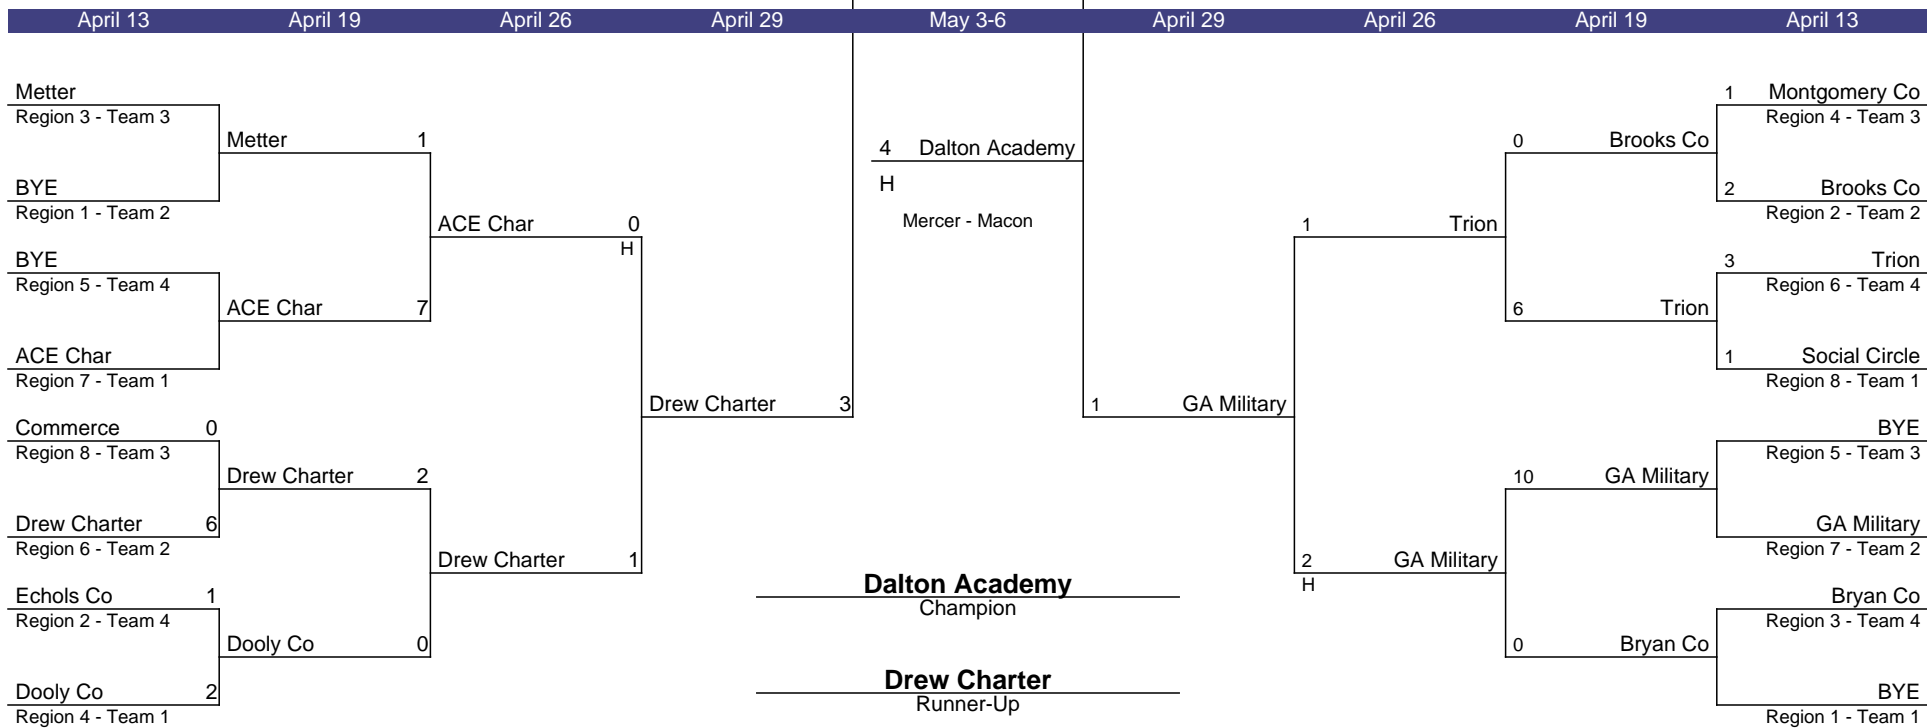 April 13 April 19 April 26 April 29 May 3-6 April 29 April 26 April 19 April 13
Metter
Region 3 - Team 3
BYE
Region 1 - Team 2
BYE
Region 5 - Team 4
ACE Char
Region 7 - Team 1
Commerce 0
Region 8 - Team 3
Drew Charter 6
Region 6 - Team 2
Echols Co 1
Region 2 - Team 4
Dooly Co 2
Region 4 - Team 1
Metter 1
ACE Char 7
Drew Charter 2
Dooly Co 0
ACE Char 0
H
Drew Charter 1
Drew Charter 3
4 Dalton Academy
H
Mercer - Macon
Dalton Academy
Champion
Drew Charter
Runner-Up
1 GA Military
1 Trion
2 GA Military
H
0 Brooks Co
6 Trion
10 GA Military
0 Bryan Co
1 Montgomery Co
Region 4 - Team 3
2 Brooks Co
Region 2 - Team 2
3 Trion
Region 6 - Team 4
1 Social Circle
Region 8 - Team 1
BYE
Region 5 - Team 3
GA Military
Region 7 - Team 2
Bryan Co
Region 3 - Team 4
BYE
Region 1 - Team 1